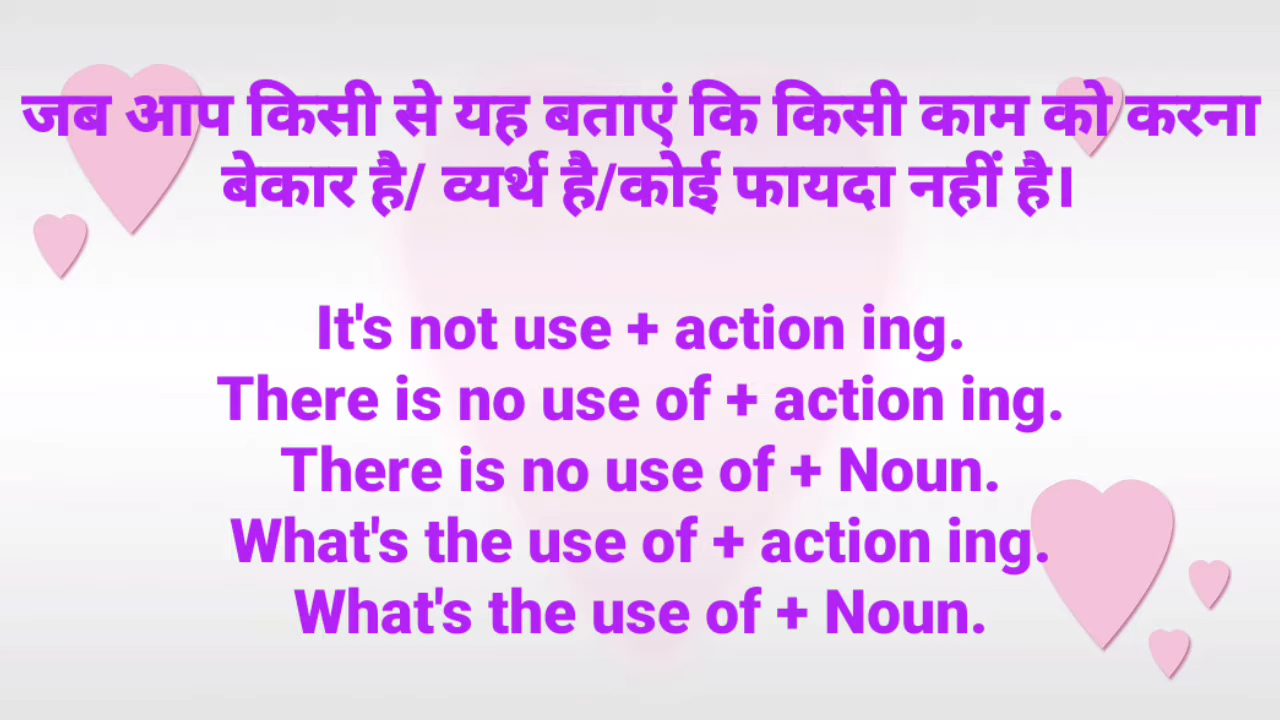 जब आप किसी से यह बताएं कि किसी काम को करना
बेकार है/ व्यर्थ है/कोई फायदा नहीं है।
It's not use + action ing.
There is no use of + action ing.
There is no use of + Noun.
What's the use of + action ing.
What's the use of + Noun.